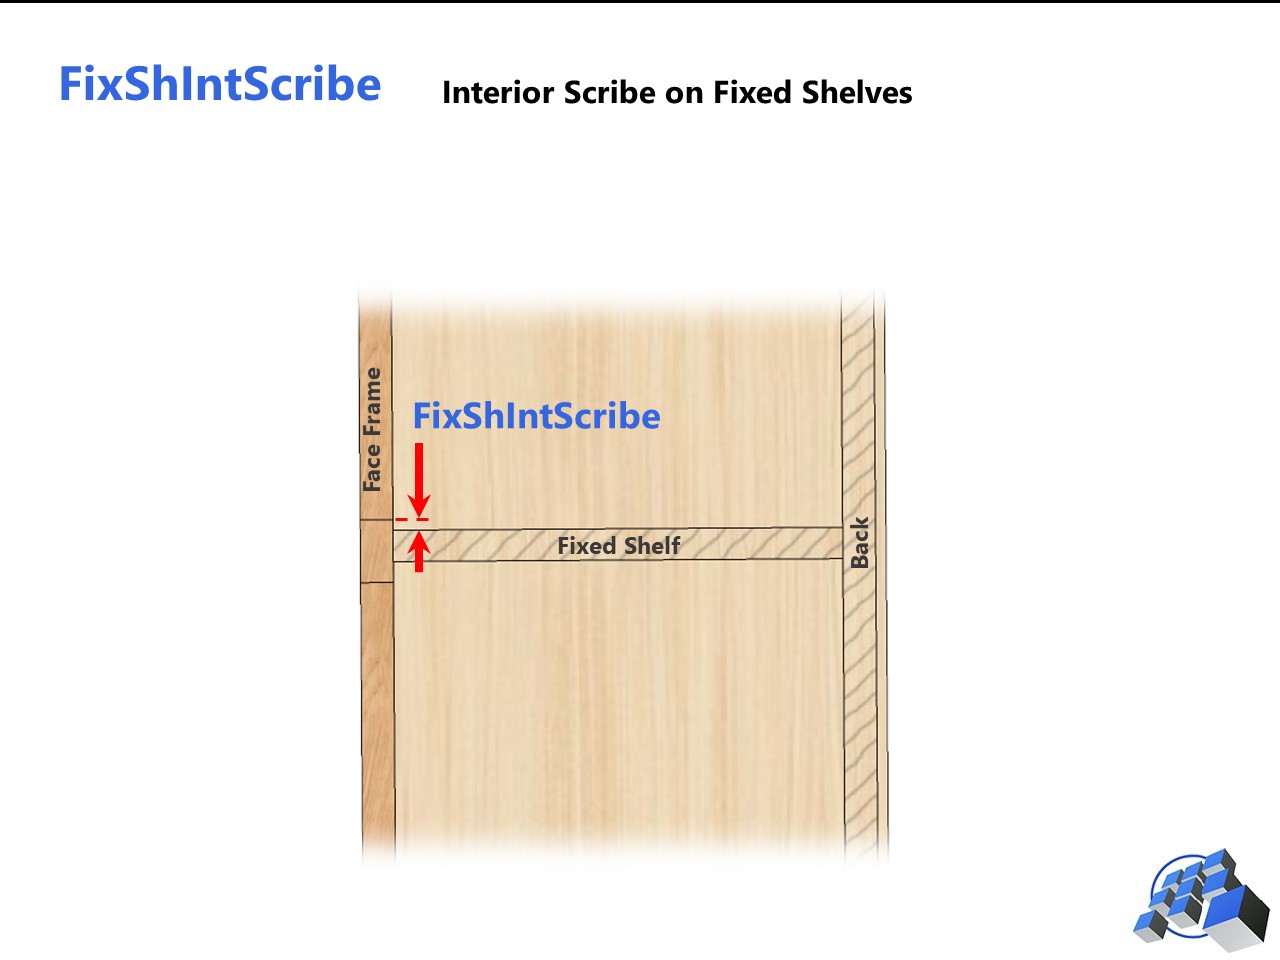 FixShIntScribe
Interior Scribe on Fixed Shelves
Face Frame
FixShIntScribe
Fixed Shelf
Back